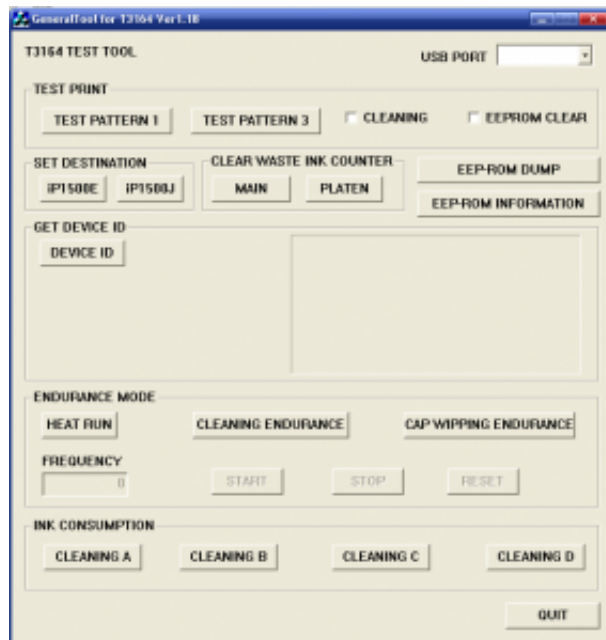 GeneralTool for T3164 Ver1.18
T3164 TEST TOOL
USB PORT
TEST PRINT
TEST PATTERN 1
TEST PATTERN 3
CLEANING
EEPROM CLEAR
SET DESTINATION
iP1500E
iP1500J
CLEAR WASTE INK COUNTER
MAIN
PLATEN
EEP-ROM DUMP
EEP-ROM INFORMATION
GET DEVICE ID
DEVICE ID
ENDURANCE MODE
HEAT RUN
CLEANING ENDURANCE
CAP WIPPING ENDURANCE
FREQUENCY
0
START
STOP
RESET
INK CONSUMPTION
CLEANING A
CLEANING B
CLEANING C
CLEANING D
QUIT